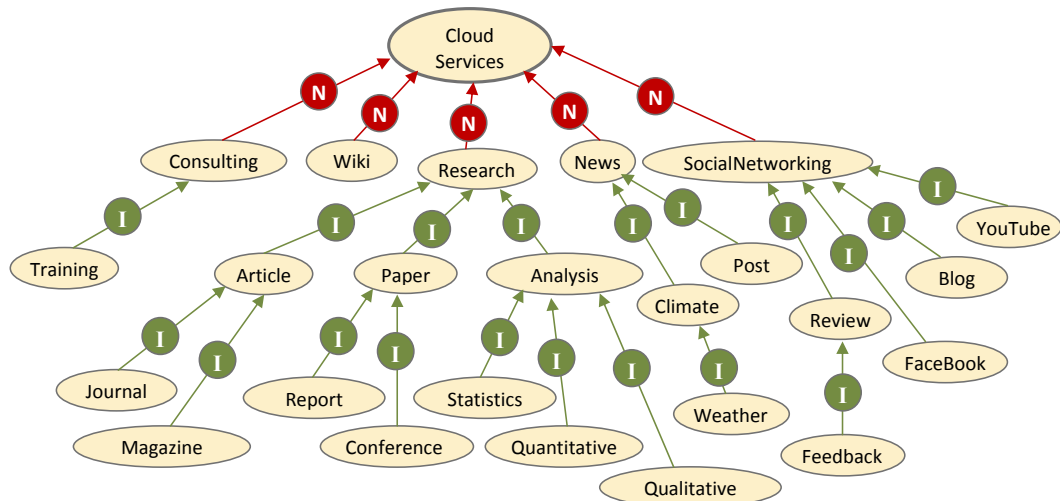 Cloud
Services
N
N
N
N
N
Consulting
Wiki
Research
News
SocialNetworking
I
I
I
I
I
I
I
I
I
I
YouTube
Training
Article
Paper
Analysis
Post
Blog
Climate
Review
I
I
I
I
I
I
I
I
I
FaceBook
Journal
Report
Statistics
Weather
Magazine
Conference
Quantitative
Feedback
Qualitative